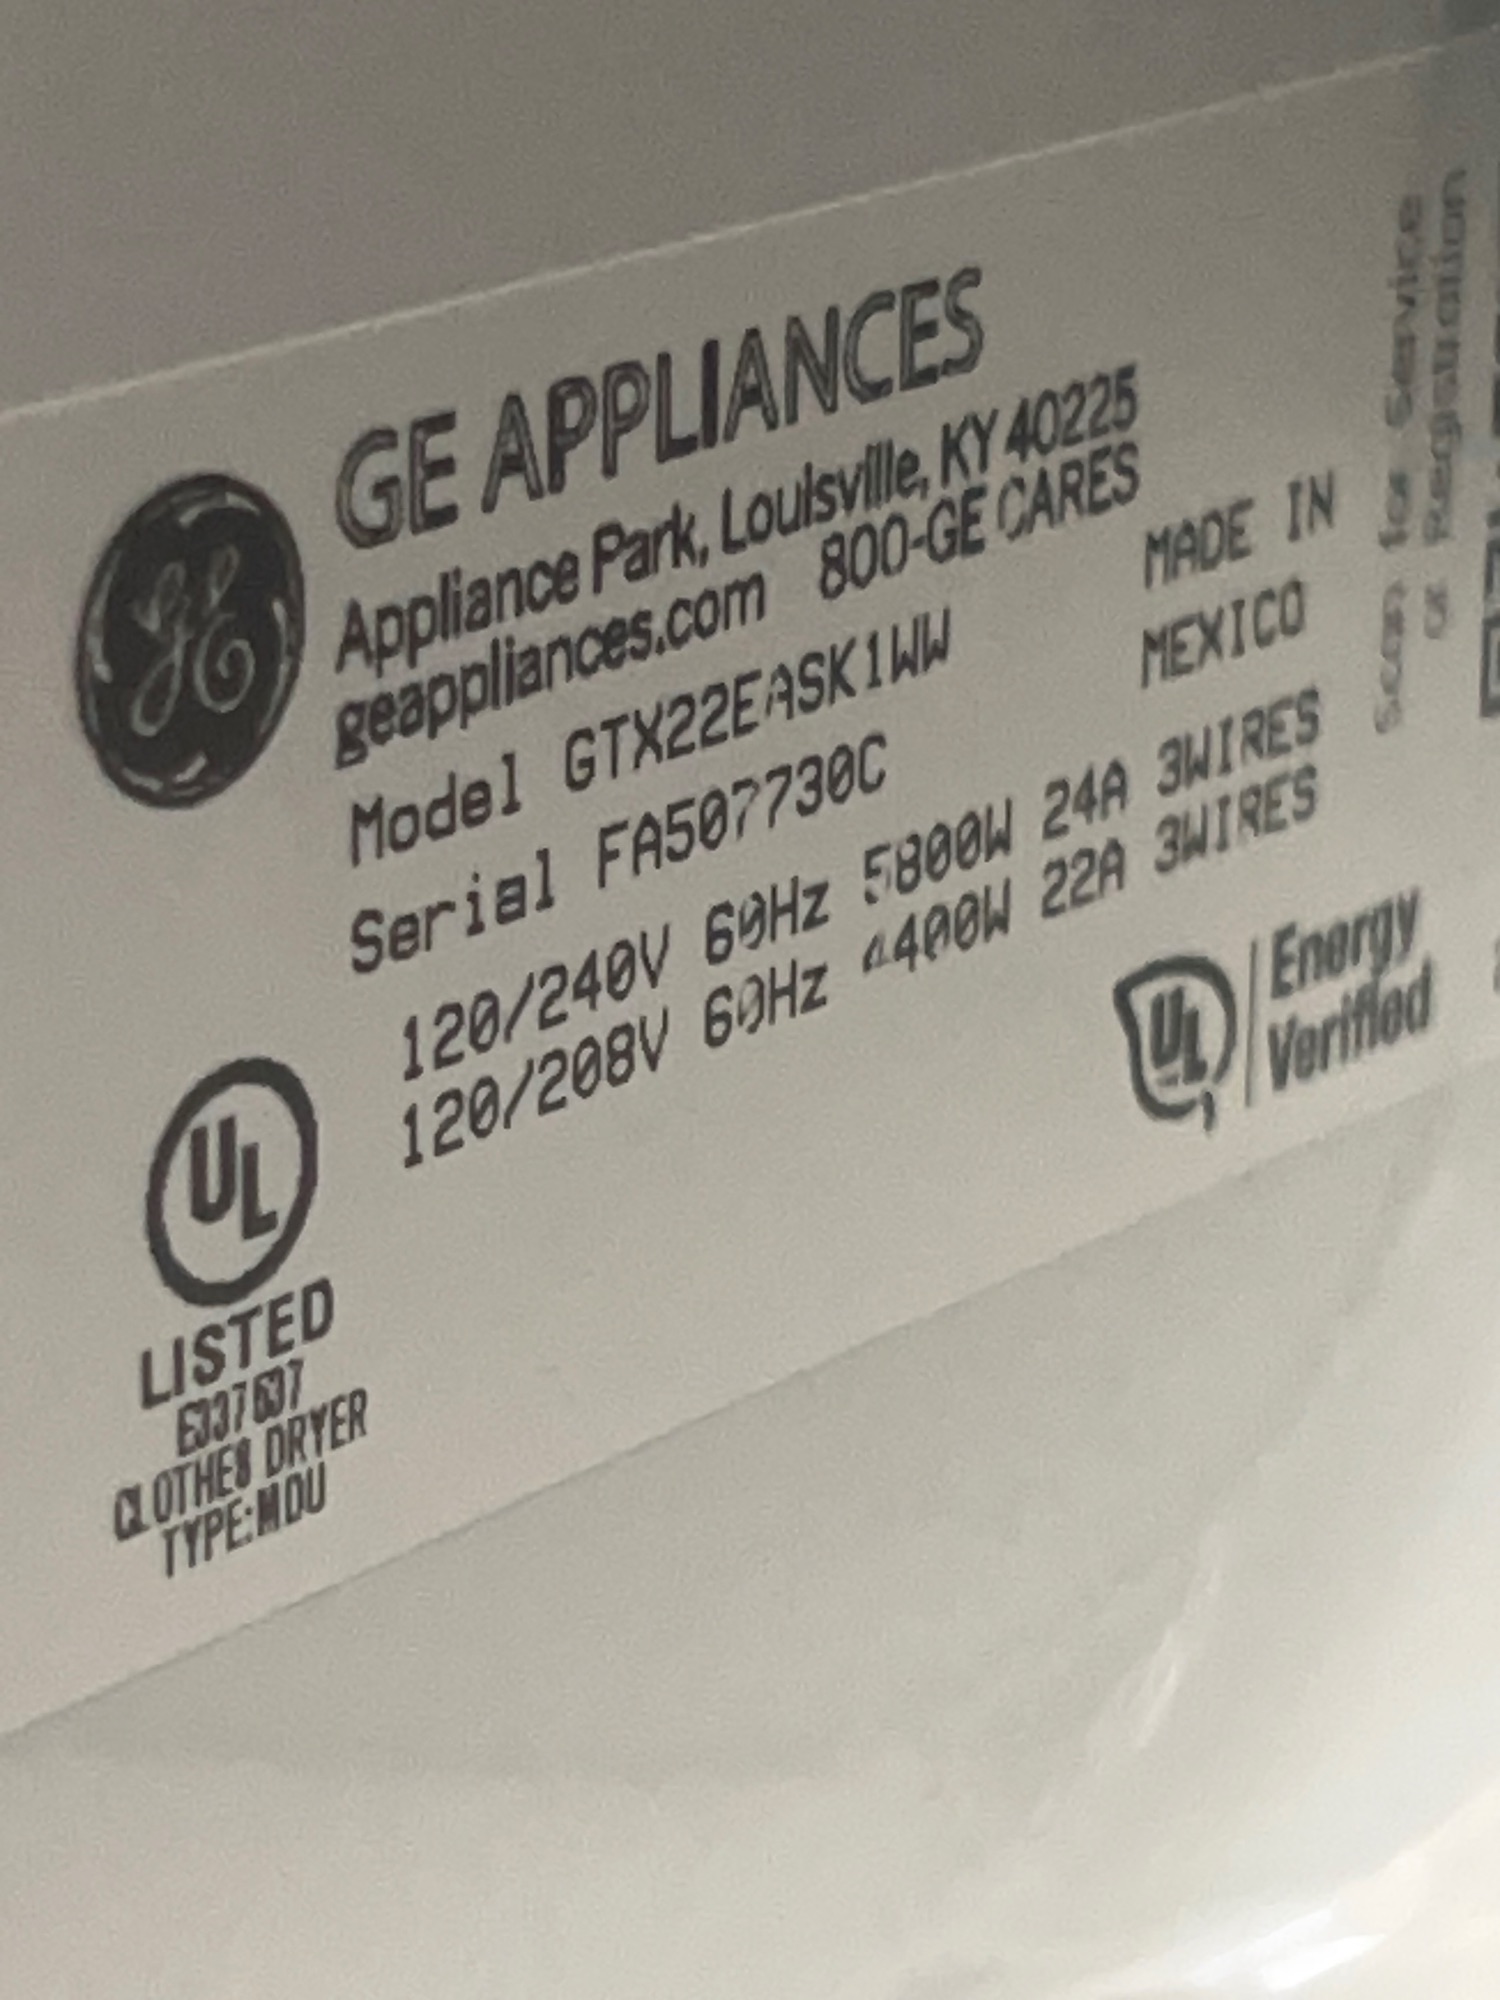 GE APPLIANCES
Appliance Park, Louisville, KY 40225
geappliances.com 800-GE CARES
Model GTX22EASK1WW
Serial FA507730C
MADE IN
MEXICO
120/240V 60Hz 5800W 24A 3WIRES
120/208V 60Hz 4400W 22A 3WIRES
Scan for Service
or Registration
UL
LISTED
E337637
CLOTHES DRYER
TYPE:MDU
UL
Energy
Verified
GE